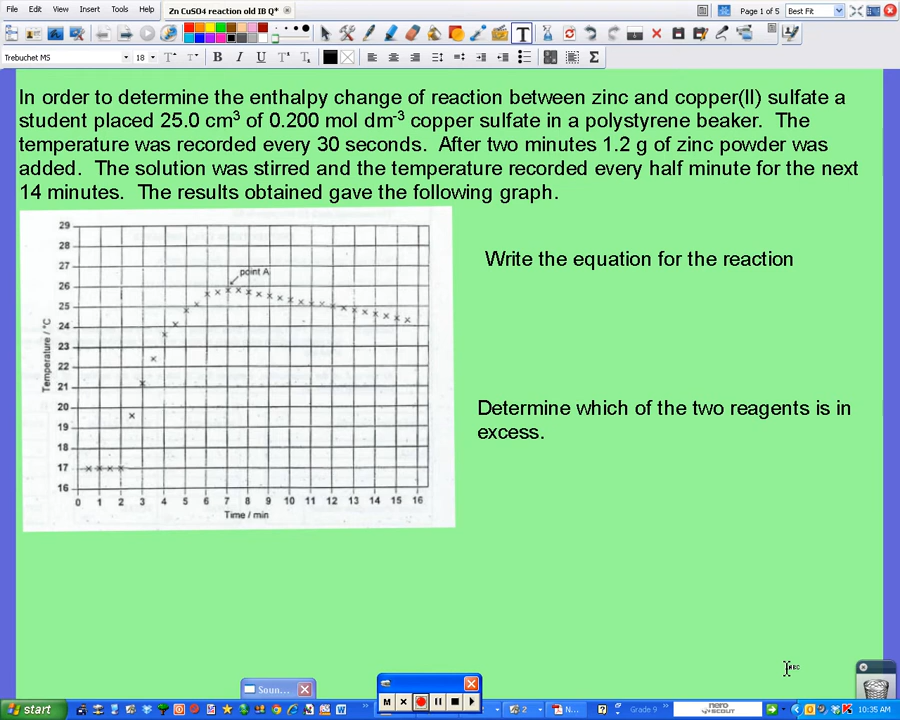 File Edit View Insert Tools Help Zn CuSO4 reaction old IB Q* Page 1 of 5 Best Fit
Trebuchet MS 18 B I U
In order to determine the enthalpy change of reaction between zinc and copper(II) sulfate a
student placed 25.0 cm³ of 0.200 mol dm⁻³ copper sulfate in a polystyrene beaker. The
temperature was recorded every 30 seconds. After two minutes 1.2 g of zinc powder was
added. The solution was stirred and the temperature recorded every half minute for the next
14 minutes. The results obtained gave the following graph.
29
28
27
26
25
24
23
22
21
20
19
18
17
16
point A
Temperature / °C
0 1 2 3 4 5 6 7 8 9 10 11 12 13 14 15 16
Time / min
Write the equation for the reaction
Determine which of the two reagents is in
excess.
Soun...
M
start 2 N... Grade 9 nero SCOUT 10:35 AM